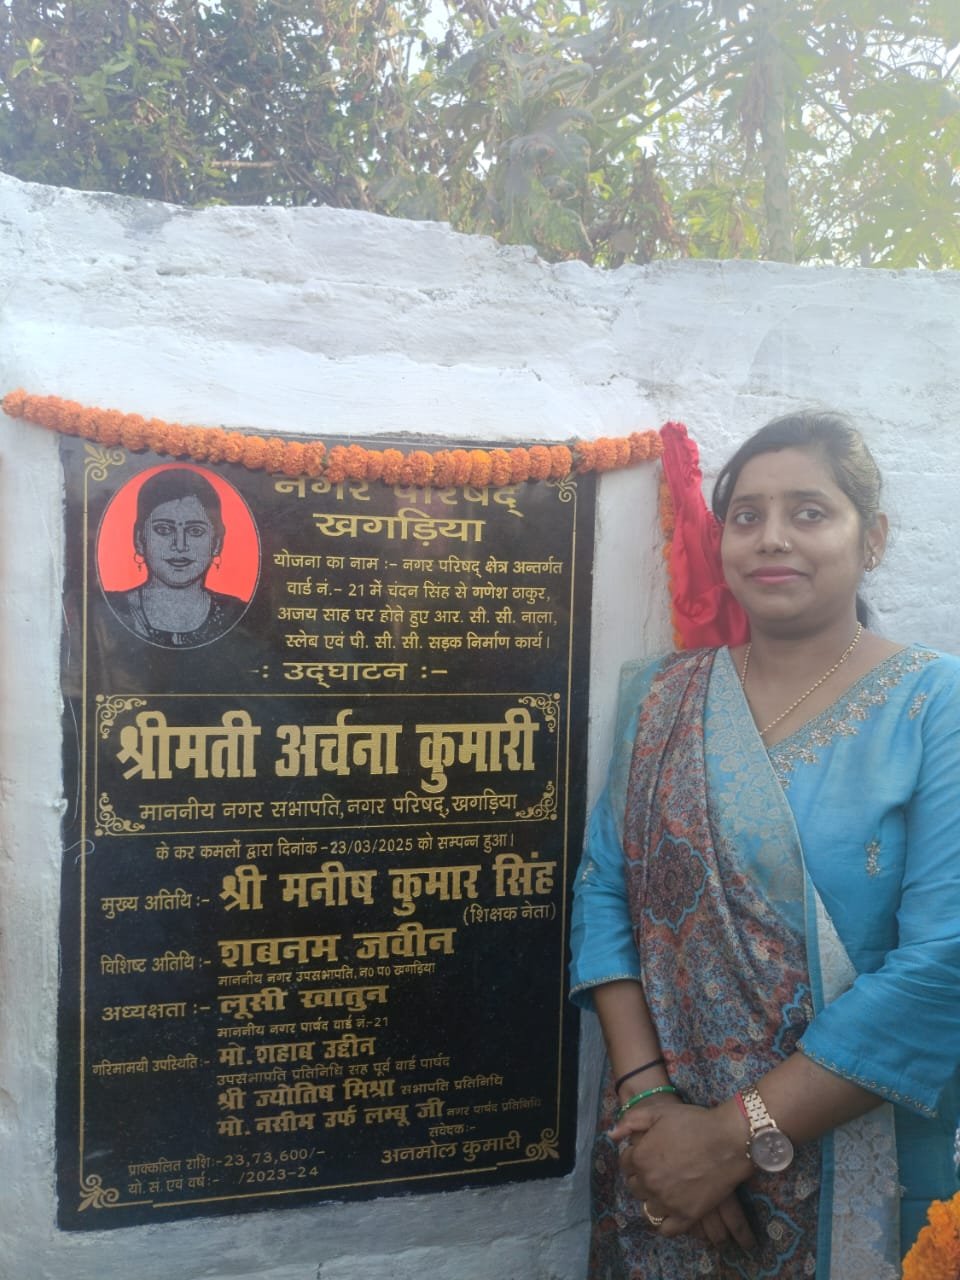 नगर परिषद्
खगड़िया
योजना का नाम :- नगर परिषद् क्षेत्र अन्तर्गत
वार्ड नं.- 21 में चंदन सिंह से गणेश ठाकुर,
अजय साह घर होते हुए आर. सी. सी. नाला,
स्लेब एवं पी. सी. सी. सड़क निर्माण कार्य।
-: उद्घाटन :-
श्रीमती अर्चना कुमारी
माननीय नगर सभापति, नगर परिषद्, खगड़िया
के कर कमलों द्वारा दिनांक -23/03/2025 को सम्पन्न हुआ।
मुख्य अतिथि :- श्री मनीष कुमार सिंह
(शिक्षक नेता)
विशिष्ट अतिथि :- शबनम जवीन
माननीय नगर उपसभापति, न0 प0 खगड़िया
अध्यक्षता :- लूसी खातुन
माननीय नगर पार्षद वार्ड नं.-21
गरिमामयी उपस्थिति:- मो. शहाब उद्दीन
उपसभापति प्रतिनिधि सह पूर्व वार्ड पार्षद
श्री ज्योतिष मिश्रा सभापति प्रतिनिधि
मो. नसीम उर्फ लम्बू जी नगर पार्षद प्रतिनिधि
संवेदक:-
अनमोल कुमारी
प्राक्कलित राशि:-23,73,600/-
यो. सं. एवं वर्ष:- /2023-24